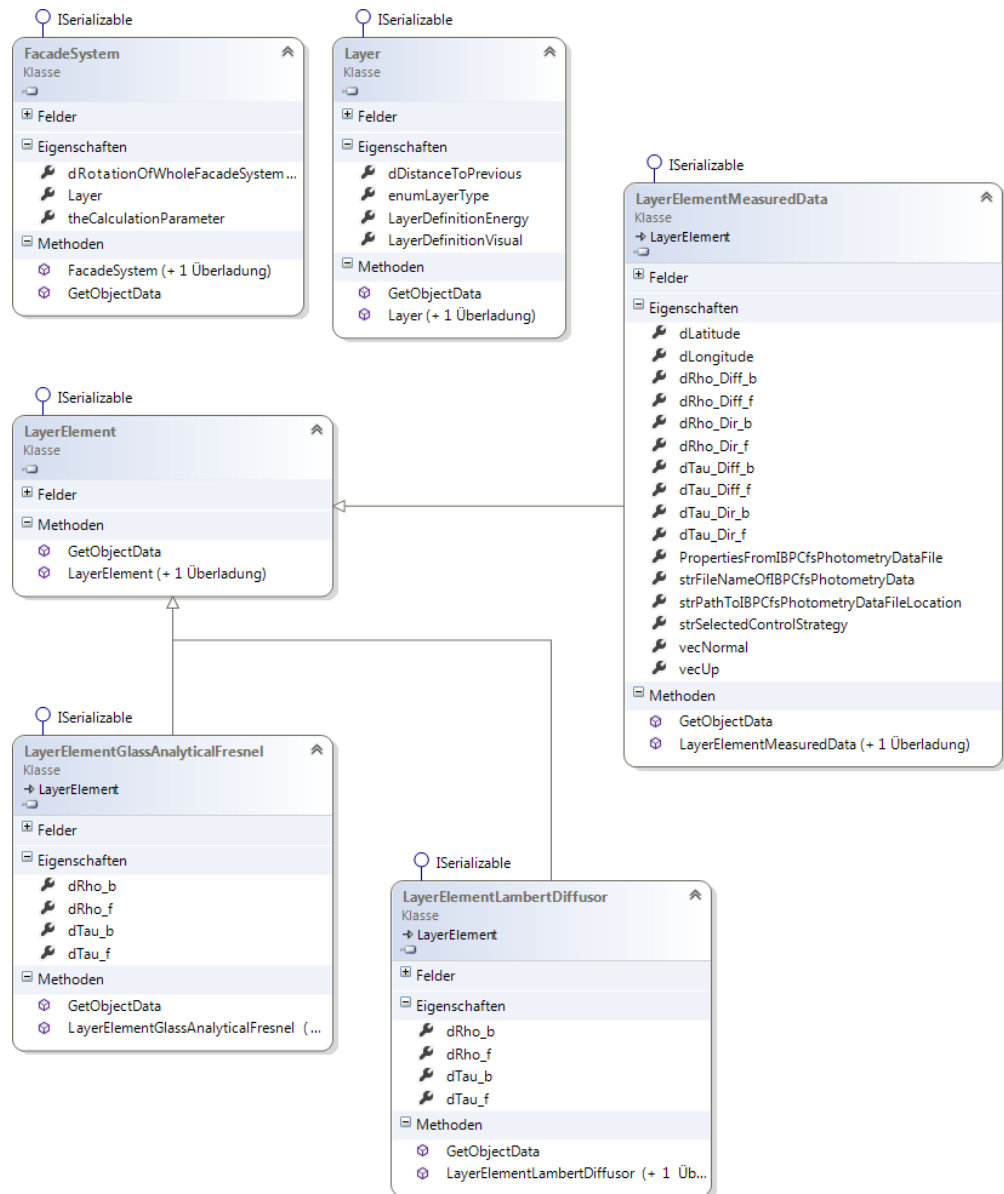 ISerializable
FacadeSystem
Klasse
Felder
Eigenschaften
dRotationOfWholeFacadeSystem...
Layer
theCalculationParameter
Methoden
FacadeSystem (+ 1 Überladung)
GetObjectData
ISerializable
Layer
Klasse
Felder
Eigenschaften
dDistanceToPrevious
enumLayerType
LayerDefinitionEnergy
LayerDefinitionVisual
Methoden
GetObjectData
Layer (+ 1 Überladung)
ISerializable
LayerElementMeasuredData
Klasse
LayerElement
Felder
Eigenschaften
dLatitude
dLongitude
dRho_Diff_b
dRho_Diff_f
dRho_Dir_b
dRho_Dir_f
dTau_Diff_b
dTau_Diff_f
dTau_Dir_b
dTau_Dir_f
PropertiesFromIBPCfsPhotometryDataFile
strFileNameOfIBPCfsPhotometryData
strPathToIBPCfsPhotometryDataFileLocation
strSelectedControlStrategy
vecNormal
vecUp
Methoden
GetObjectData
LayerElementMeasuredData (+ 1 Überladung)
ISerializable
LayerElement
Klasse
Felder
Methoden
GetObjectData
LayerElement (+ 1 Überladung)
ISerializable
LayerElementGlassAnalyticalFresnel
Klasse
LayerElement
Felder
Eigenschaften
dRho_b
dRho_f
dTau_b
dTau_f
Methoden
GetObjectData
LayerElementGlassAnalyticalFresnel (...
ISerializable
LayerElementLambertDiffusor
Klasse
LayerElement
Felder
Eigenschaften
dRho_b
dRho_f
dTau_b
dTau_f
Methoden
GetObjectData
LayerElementLambertDiffusor (+ 1 Üb...